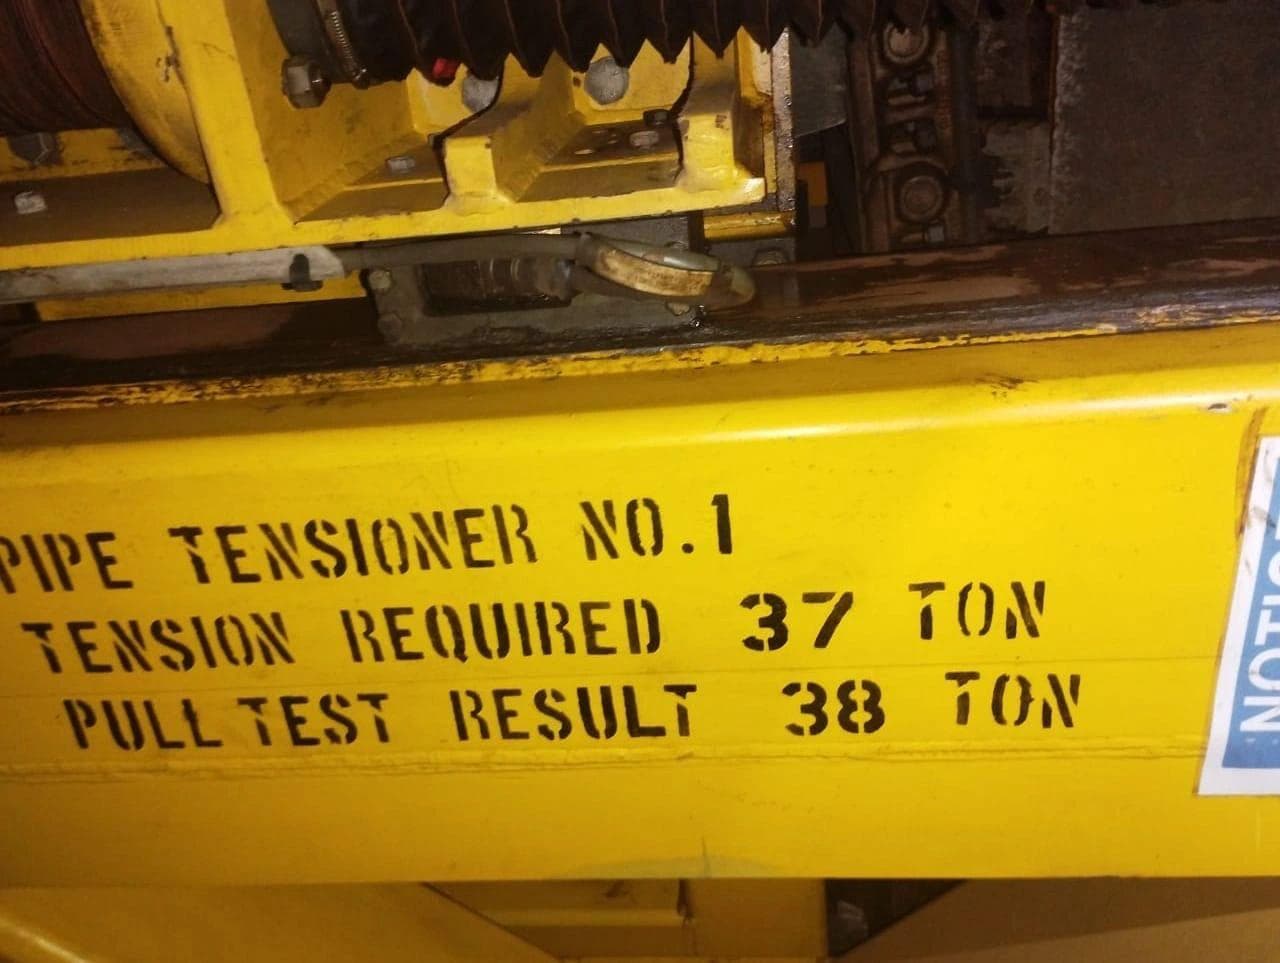 PIPE TENSIONER NO.1
TENSION REQUIRED 37 TON
PULL TEST RESULT 38 TON